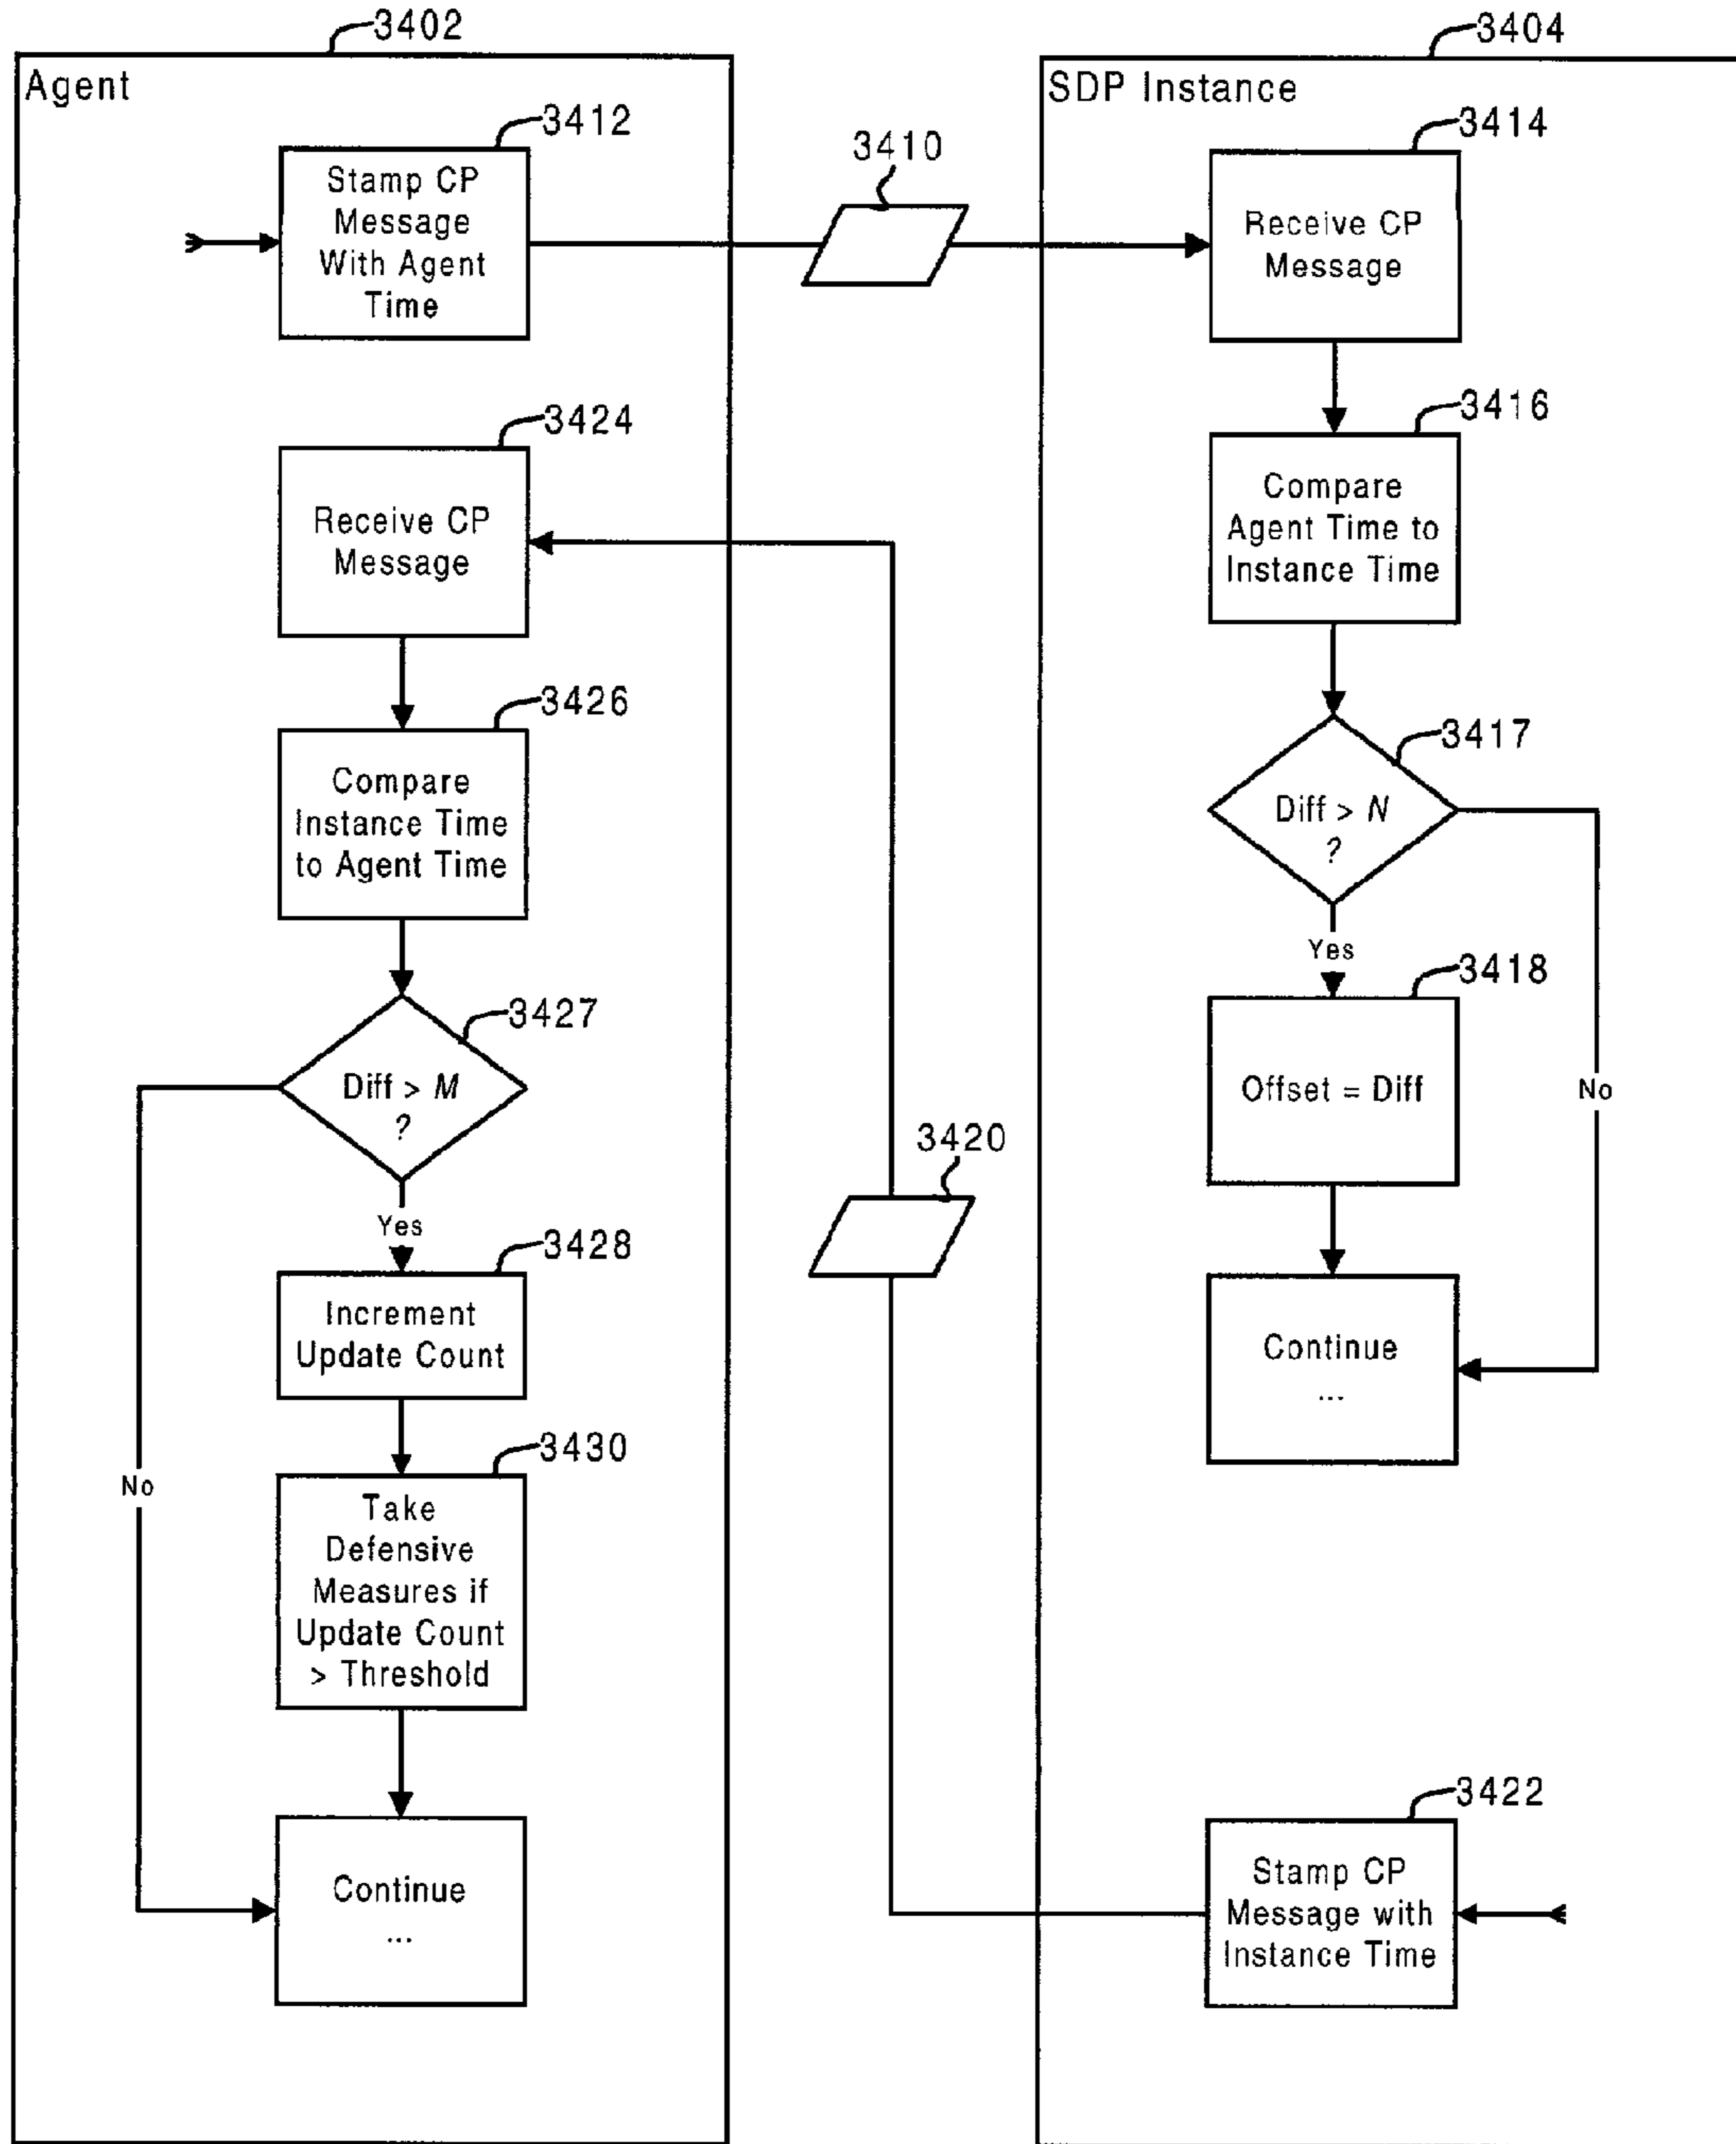 3402
3404
Agent
SDP Instance
3412
3410
3414
Stamp CP
Message
With Agent
Time
Receive CP
Message
3424
3416
Receive CP
Message
Compare
Agent Time to
Instance Time
3426
3417
Compare
Instance Time
to Agent Time
Diff > N
?
Yes
No
3427
3418
Diff > M
?
Offset = Diff
3420
Yes
No
3428
Increment
Update Count
Continue
...
3430
Take
Defensive
Measures if
Update Count
> Threshold
3422
Continue
...
Stamp CP
Message with
Instance Time